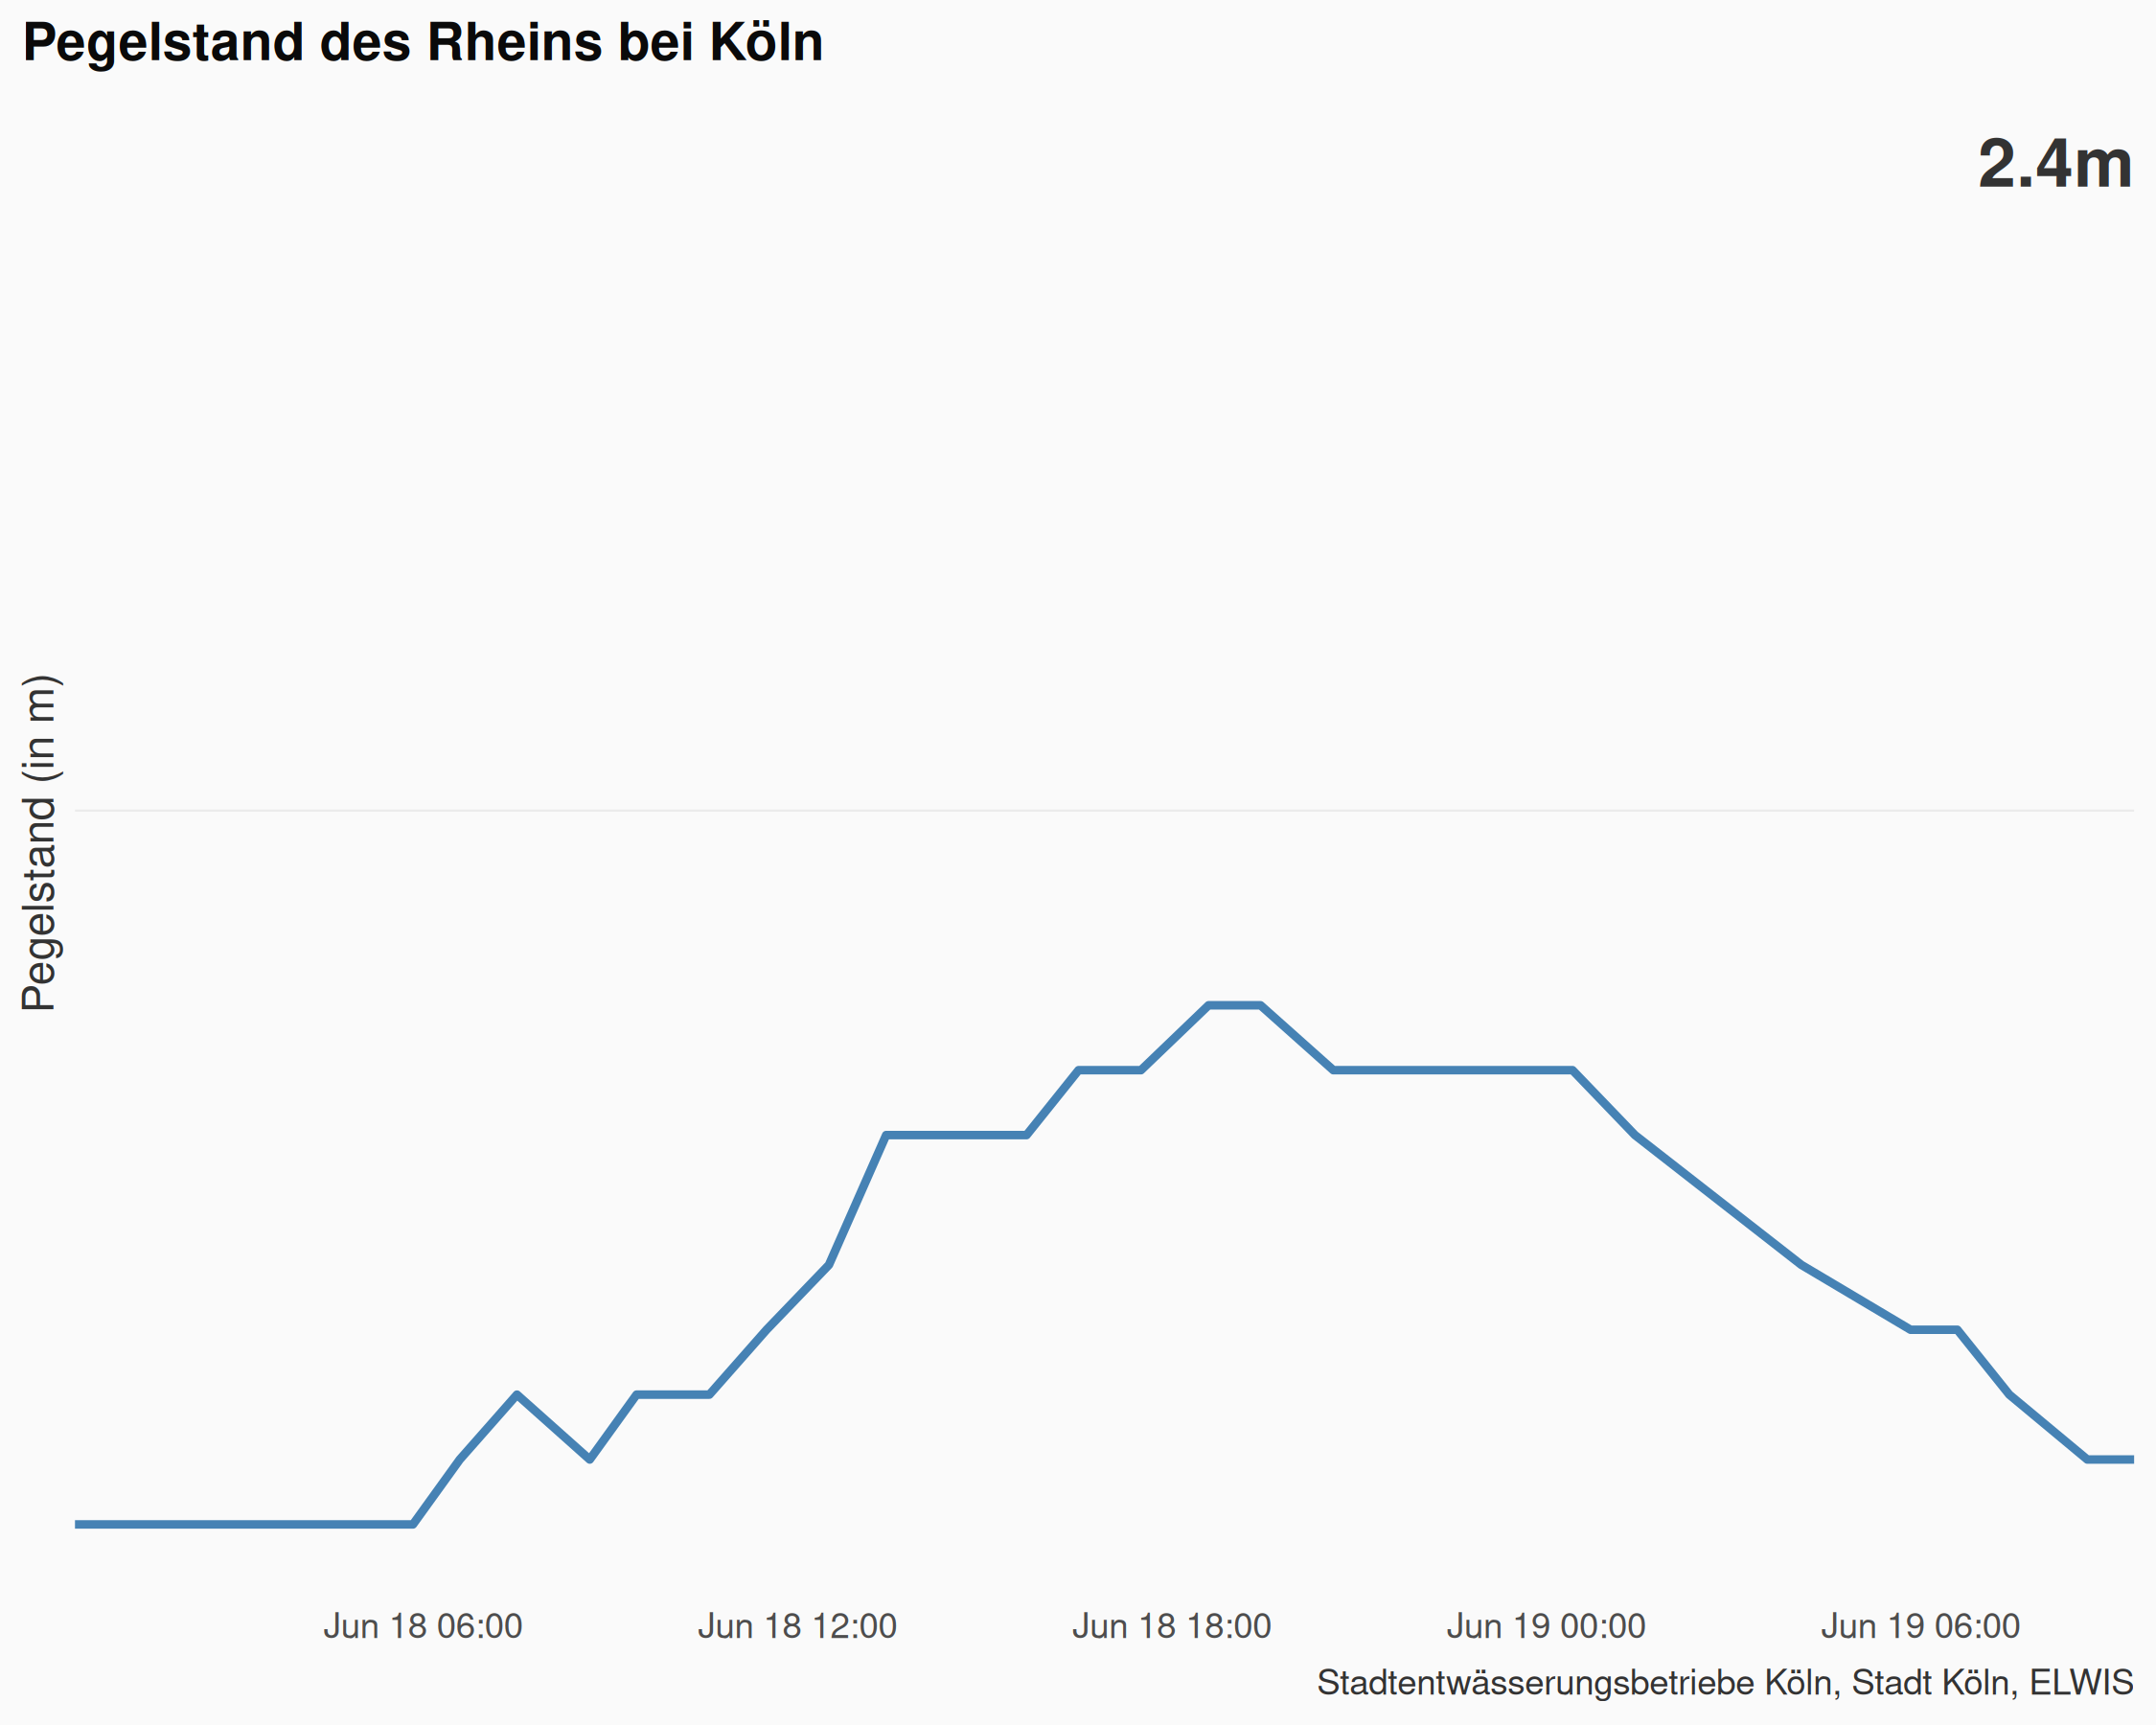 Pegelstand des Rheins bei Köln
2.4m
Pegelstand (in m)
Jun 18 06:00
Jun 18 12:00
Jun 18 18:00
Jun 19 00:00
Jun 19 06:00
Stadtentwässerungsbetriebe Köln, Stadt Köln, ELWIS